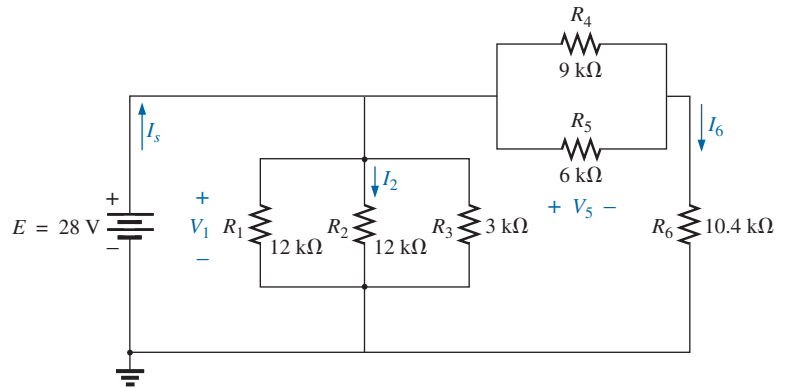 R4
9 kΩ
R5
6 kΩ
+ V5 −
Is
I6
I2
E = 28 V
+
−
+
V1
−
R1
12 kΩ
R2
12 kΩ
R3
3 kΩ
R6
10.4 kΩ